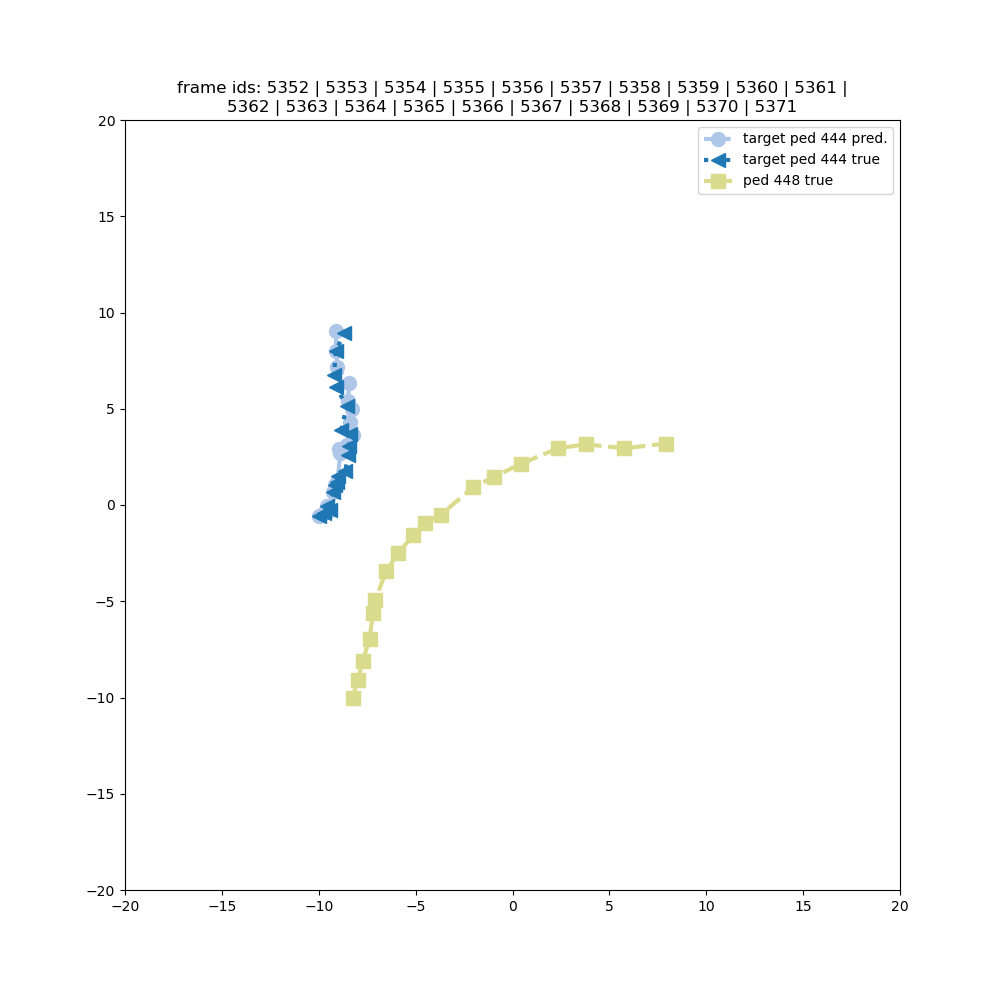 frame ids: 5352 | 5353 | 5354 | 5355 | 5356 | 5357 | 5358 | 5359 | 5360 | 5361 |
5362 | 5363 | 5364 | 5365 | 5366 | 5367 | 5368 | 5369 | 5370 | 5371
target ped 444 pred.
target ped 444 true
ped 448 true
20
15
10
5
0
−5
−10
−15
−20
−20 −15 −10 −5 0 5 10 15 20